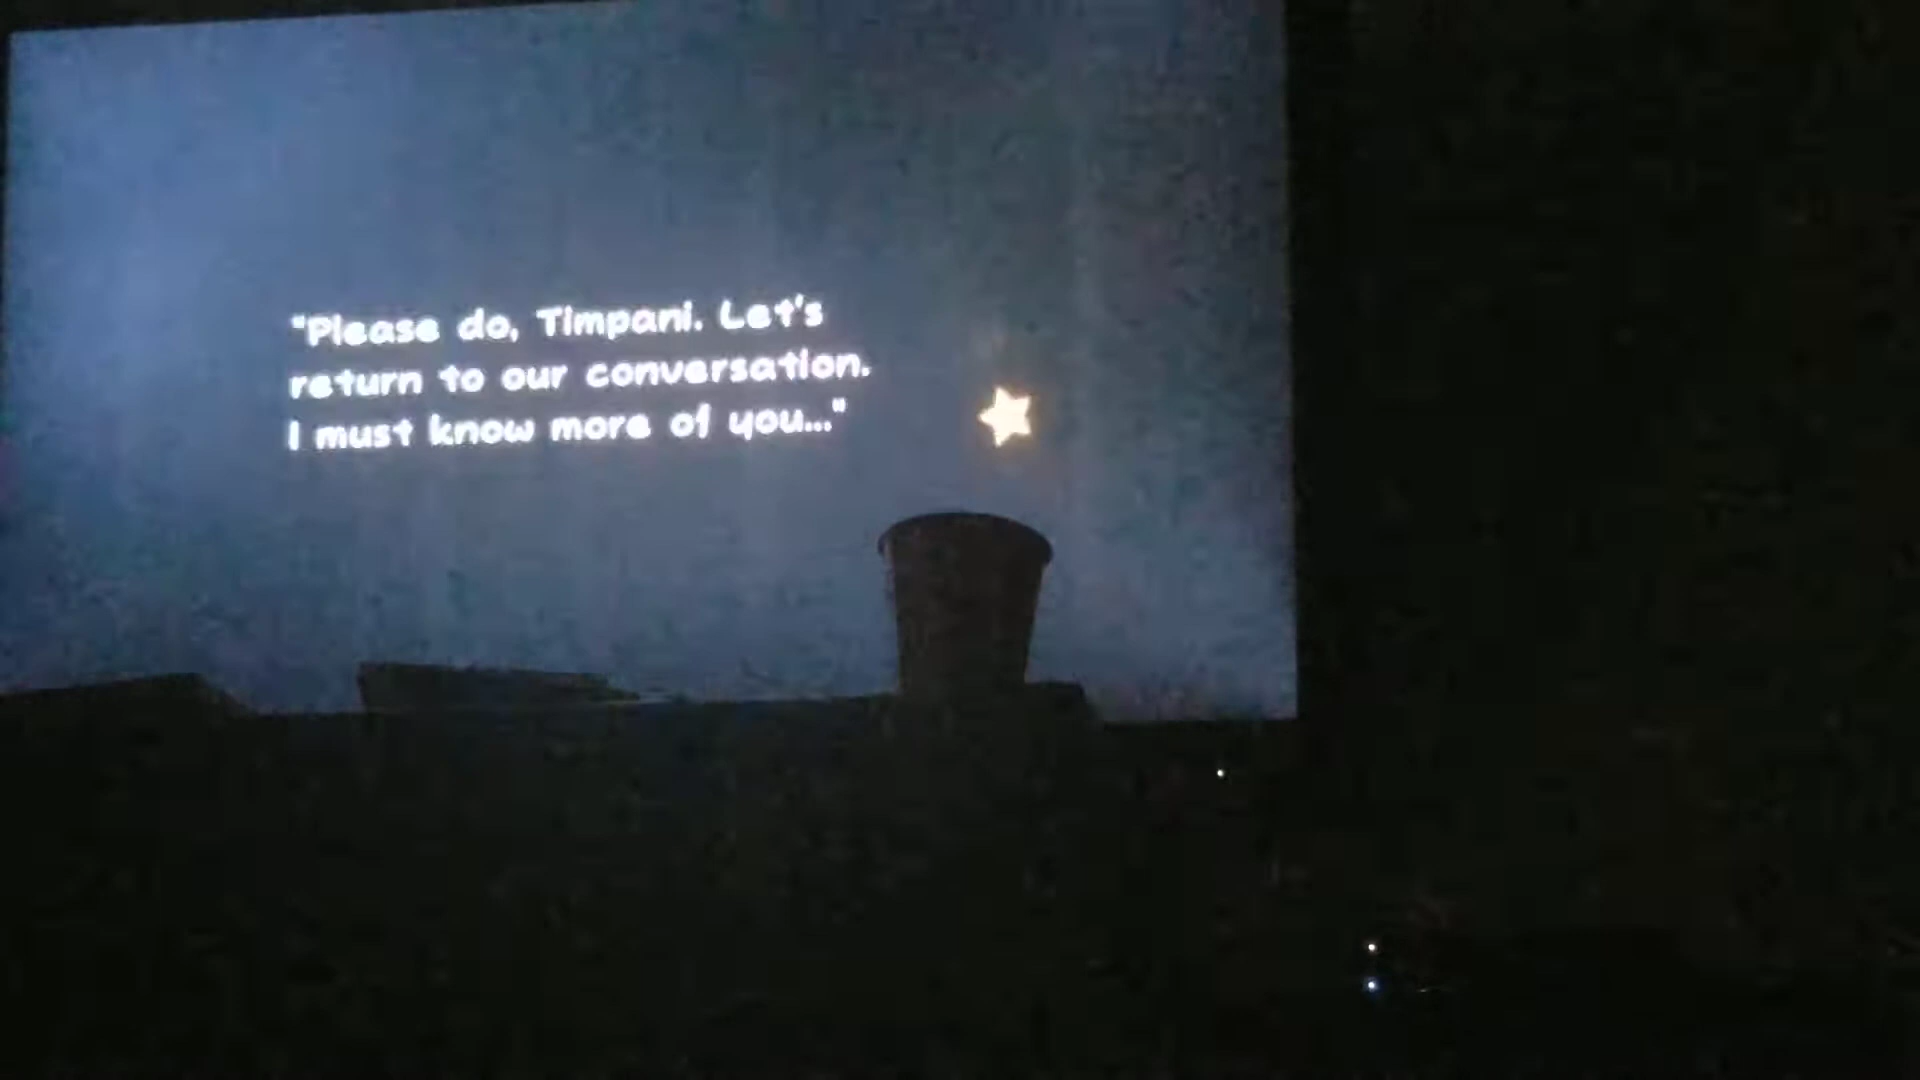 "Please do, Timpani. Let's
return to our conversation.
I must know more of you..."